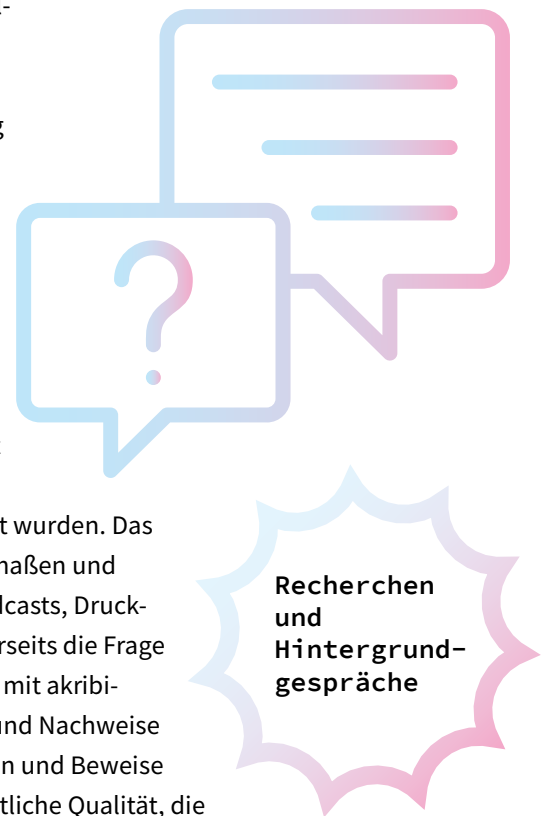 g
?
t wurden. Das
maßen und
dcasts, Druck-
rseits die Frage
mit akribi-
und Nachweise
n und Beweise
tliche Qualität, die
Recherchen
und
Hintergrund-
gespräche